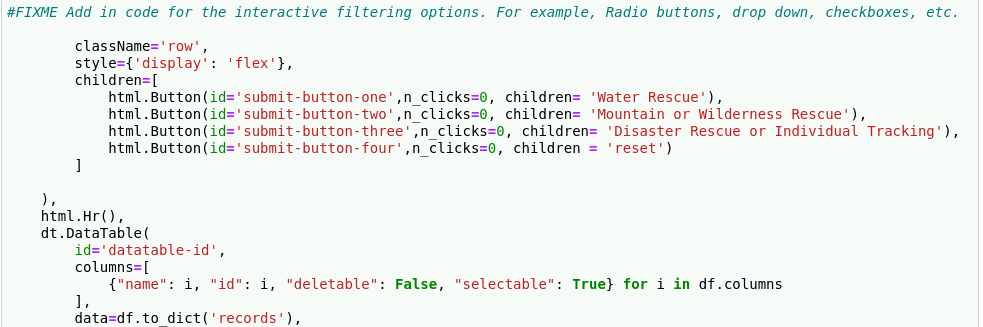 #FIXME Add in code for the interactive filtering options. For example, Radio buttons, drop down, checkboxes, etc.
className='row',
style={'display': 'flex'},
children=[
html.Button(id='submit-button-one',n_clicks=0, children= 'Water Rescue'),
html.Button(id='submit-button-two',n_clicks=0, children= 'Mountain or Wilderness Rescue'),
html.Button(id='submit-button-three',n_clicks=0, children= 'Disaster Rescue or Individual Tracking'),
html.Button(id='submit-button-four',n_clicks=0, children = 'reset')
]
),
html.Hr(),
dt.DataTable(
id='datatable-id',
columns=[
{"name": i, "id": i, "deletable": False, "selectable": True} for i in df.columns
],
data=df.to_dict('records'),